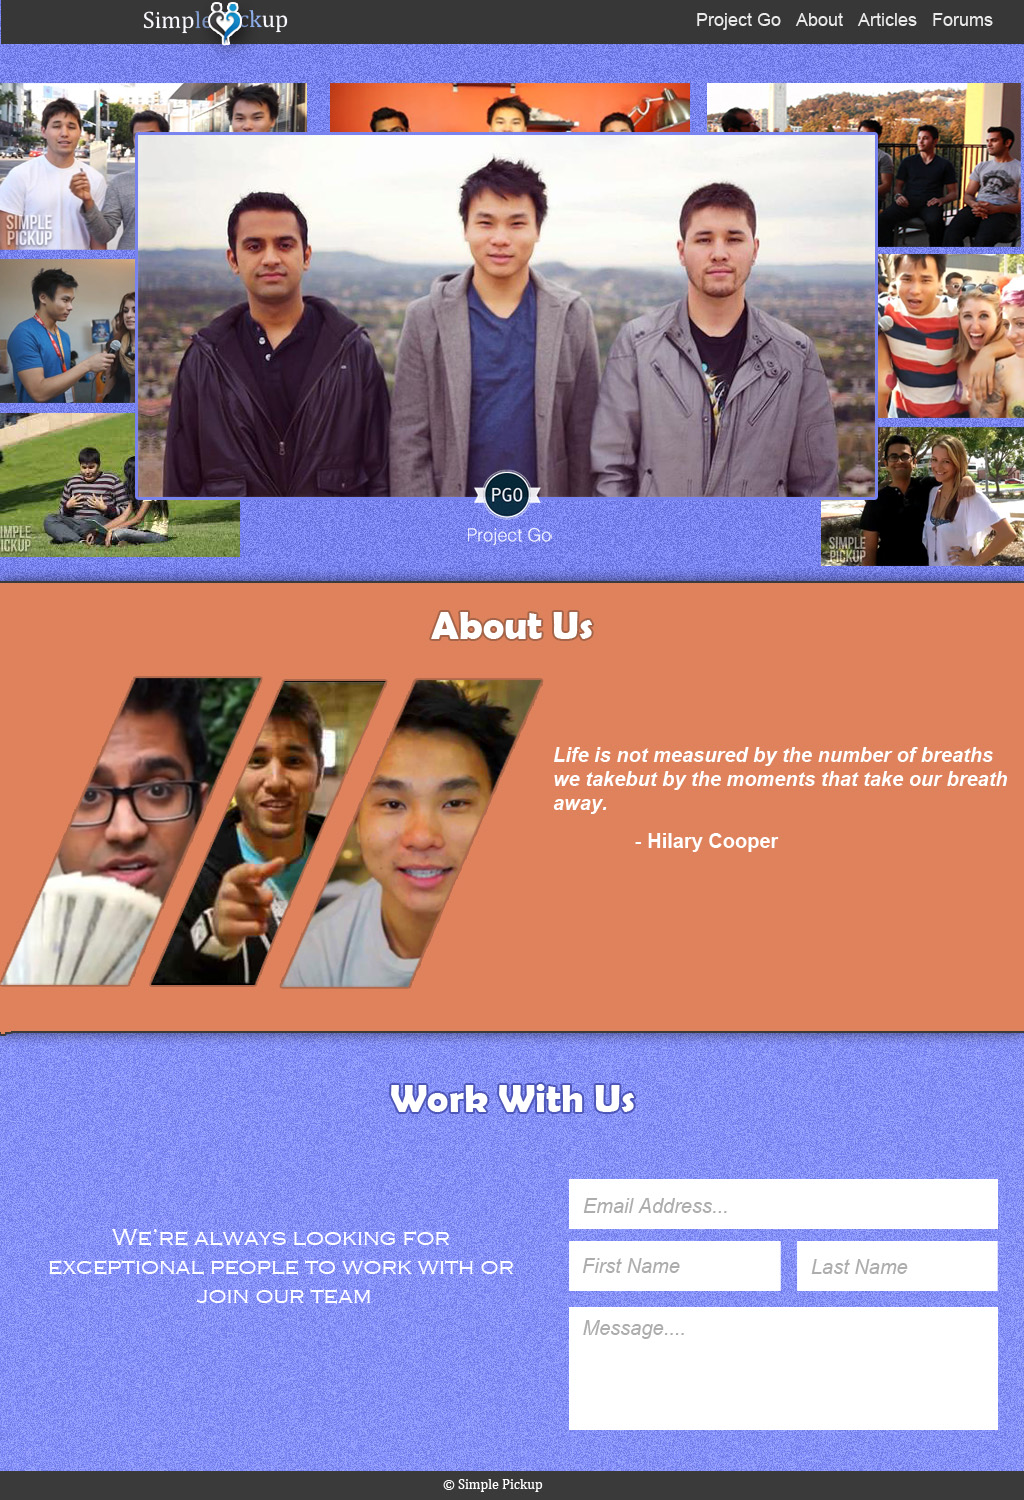 Simple Pickup
Project Go About Articles Forums
SIMPLE
PICKUP
SIMPLE
PICKUP
SIMPLE
PICKUP
PGO
Project Go
About Us
Life is not measured by the number of breaths
we takebut by the moments that take our breath
away.
- Hilary Cooper
Work With Us
We're always looking for
exceptional people to work with or
join our team
Email Address...
First Name
Last Name
Message....
© Simple Pickup